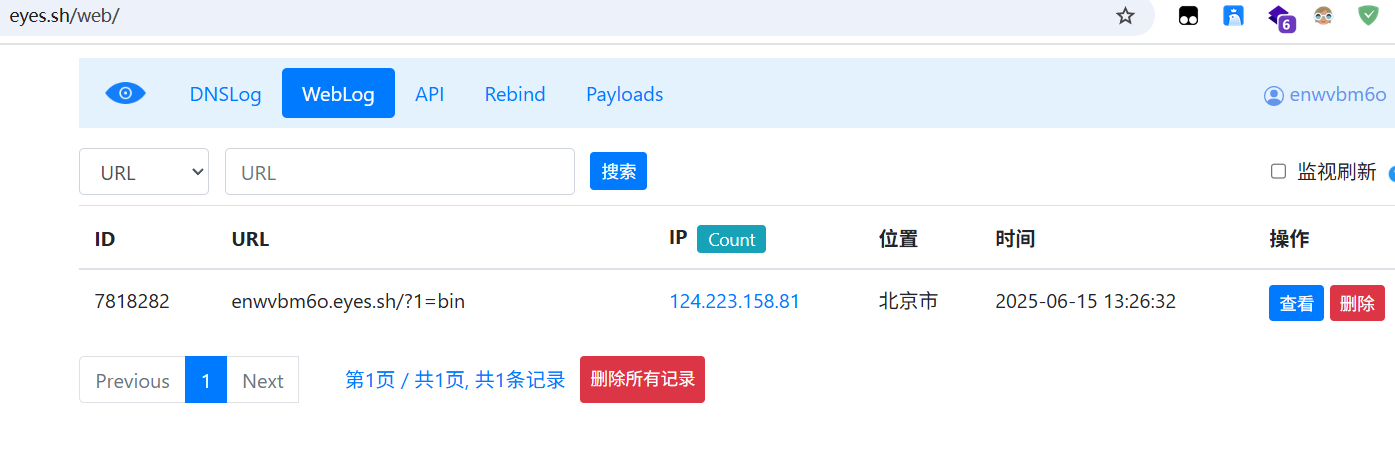 eyes.sh/web/
6
DNSLog WebLog API Rebind Payloads enwvbm6o
URL URL 搜索 监视刷新
ID URL IP Count 位置 时间 操作
7818282 enwvbm6o.eyes.sh/?1=bin 124.223.158.81 北京市 2025-06-15 13:26:32 查看 删除
Previous 1 Next 第1页 / 共1页, 共1条记录 删除所有记录